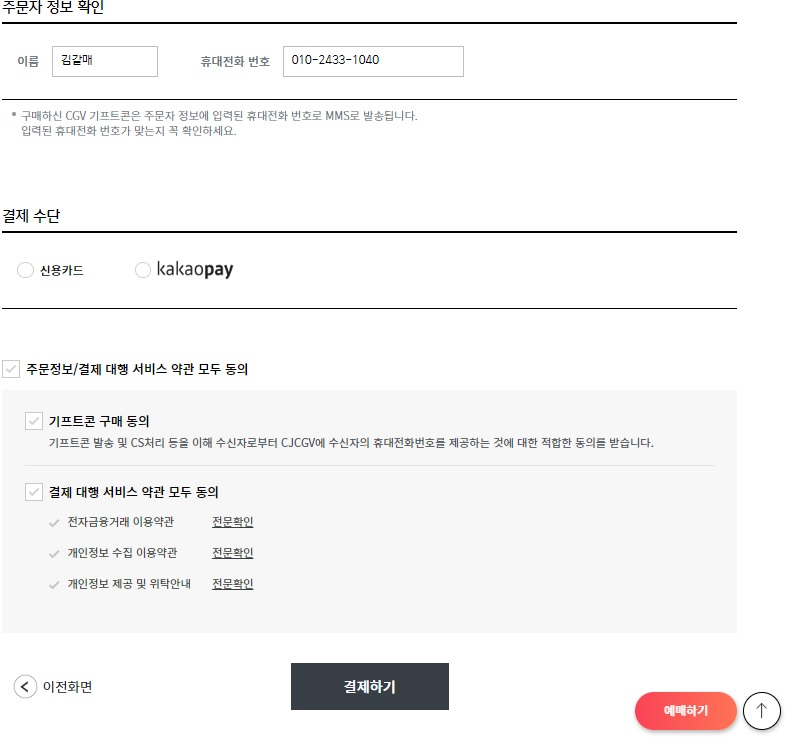 주문자 정보 확인
이름 김갈매 휴대전화 번호 010-2433-1040
구매하신 CGV 기프트콘은 주문자 정보에 입력된 휴대전화 번호로 MMS로 발송됩니다.
입력된 휴대전화 번호가 맞는지 꼭 확인하세요.
결제 수단
신용카드 kakaopay
주문정보/결제 대행 서비스 약관 모두 동의
기프트콘 구매 동의
기프트콘 발송 및 CS처리 등을 이해 수신자로부터 CJCGV에 수신자의 휴대전화번호를 제공하는 것에 대한 적합한 동의를 받습니다.
결제 대행 서비스 약관 모두 동의
전자금융거래 이용약관 전문확인
개인정보 수집 이용약관 전문확인
개인정보 제공 및 위탁안내 전문확인
이전화면 결제하기
예매하기